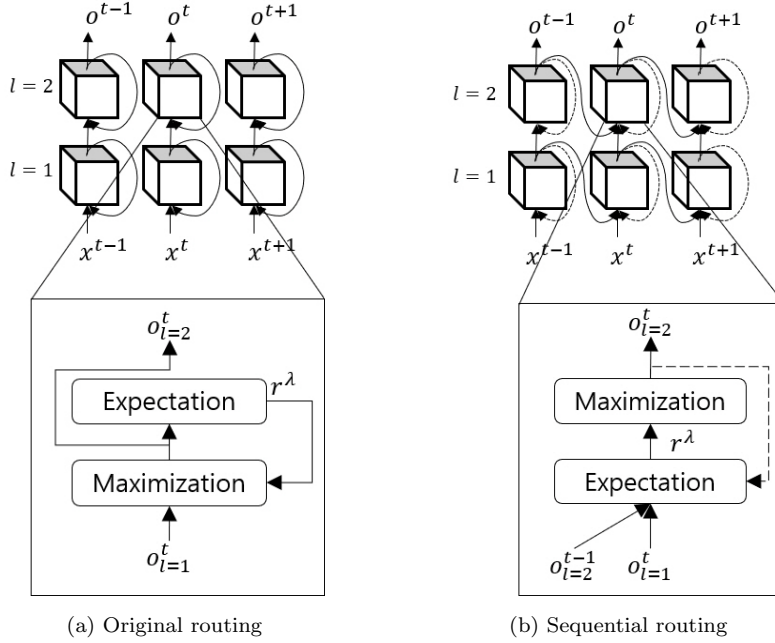 o^{t-1} o^t o^{t+1}
l = 2
l = 1
x^{t-1} x^t x^{t+1}
o^t_{l=2}
Expectation
r^λ
Maximization
o^t_{l=1}
(a) Original routing
o^{t-1} o^t o^{t+1}
l = 2
l = 1
x^{t-1} x^t x^{t+1}
o^t_{l=2}
Maximization
r^λ
Expectation
o^{t-1}_{l=2} o^t_{l=1}
(b) Sequential routing